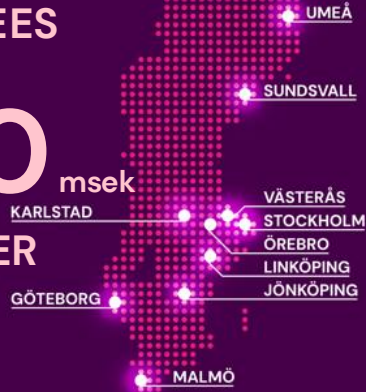 EES
UMEÅ
SUNDSVALL
0 msek
VÄSTERÅS
KARLSTAD
STOCKHOLM
ÖREBRO
ER
LINKÖPING
JÖNKÖPING
GÖTEBORG
MALMÖ